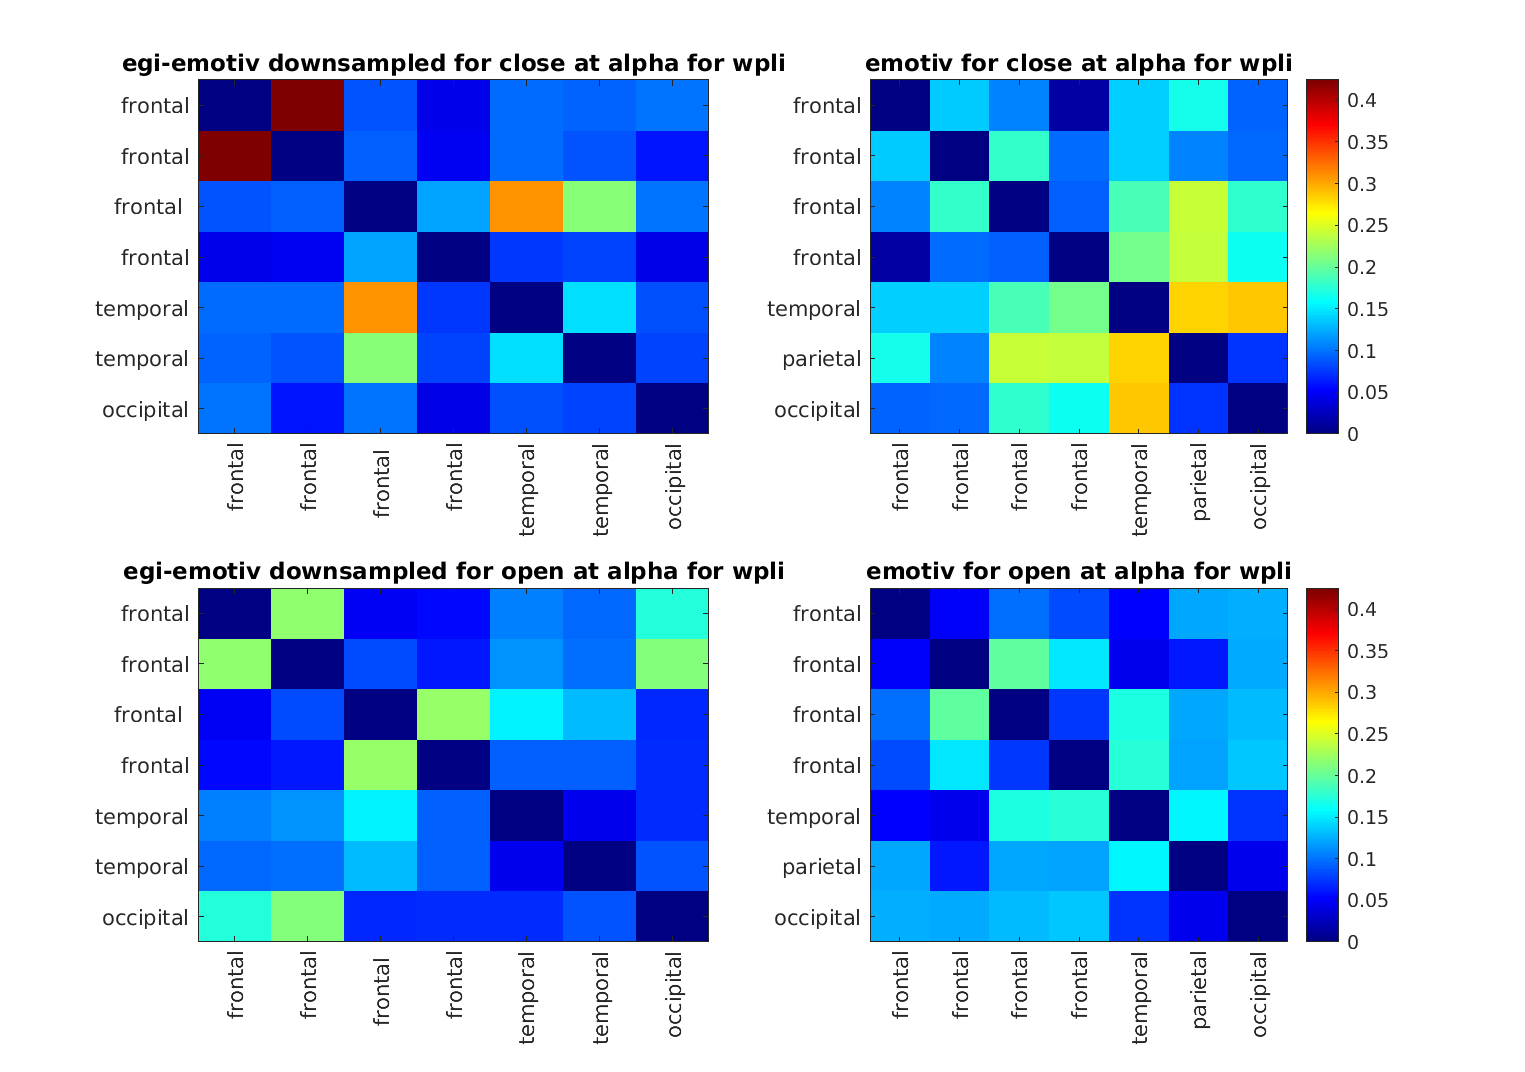 egi-emotiv downsampled for close at alpha for wpli
frontal
frontal
frontal
frontal
temporal
temporal
occipital
frontal
frontal
frontal
frontal
temporal
temporal
occipital
emotiv for close at alpha for wpli
frontal
frontal
frontal
frontal
temporal
parietal
occipital
frontal
frontal
frontal
frontal
temporal
parietal
occipital
0.4
0.35
0.3
0.25
0.2
0.15
0.1
0.05
0
egi-emotiv downsampled for open at alpha for wpli
frontal
frontal
frontal
frontal
temporal
temporal
occipital
frontal
frontal
frontal
frontal
temporal
temporal
occipital
emotiv for open at alpha for wpli
frontal
frontal
frontal
frontal
temporal
parietal
occipital
frontal
frontal
frontal
frontal
temporal
parietal
occipital
0.4
0.35
0.3
0.25
0.2
0.15
0.1
0.05
0